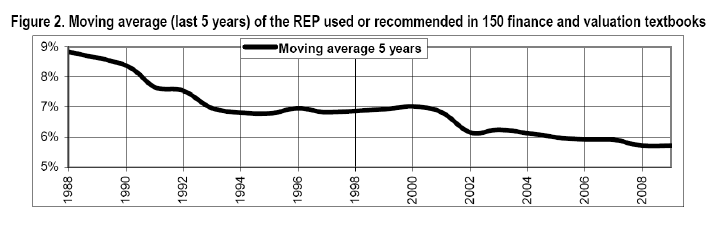 Figure 2. Moving average (last 5 years) of the REP used or recommended in 150 finance and valuation textbooks
Moving average 5 years
9%
8%
7%
6%
5%
1988 1990 1992 1994 1996 1998 2000 2002 2004 2006 2008